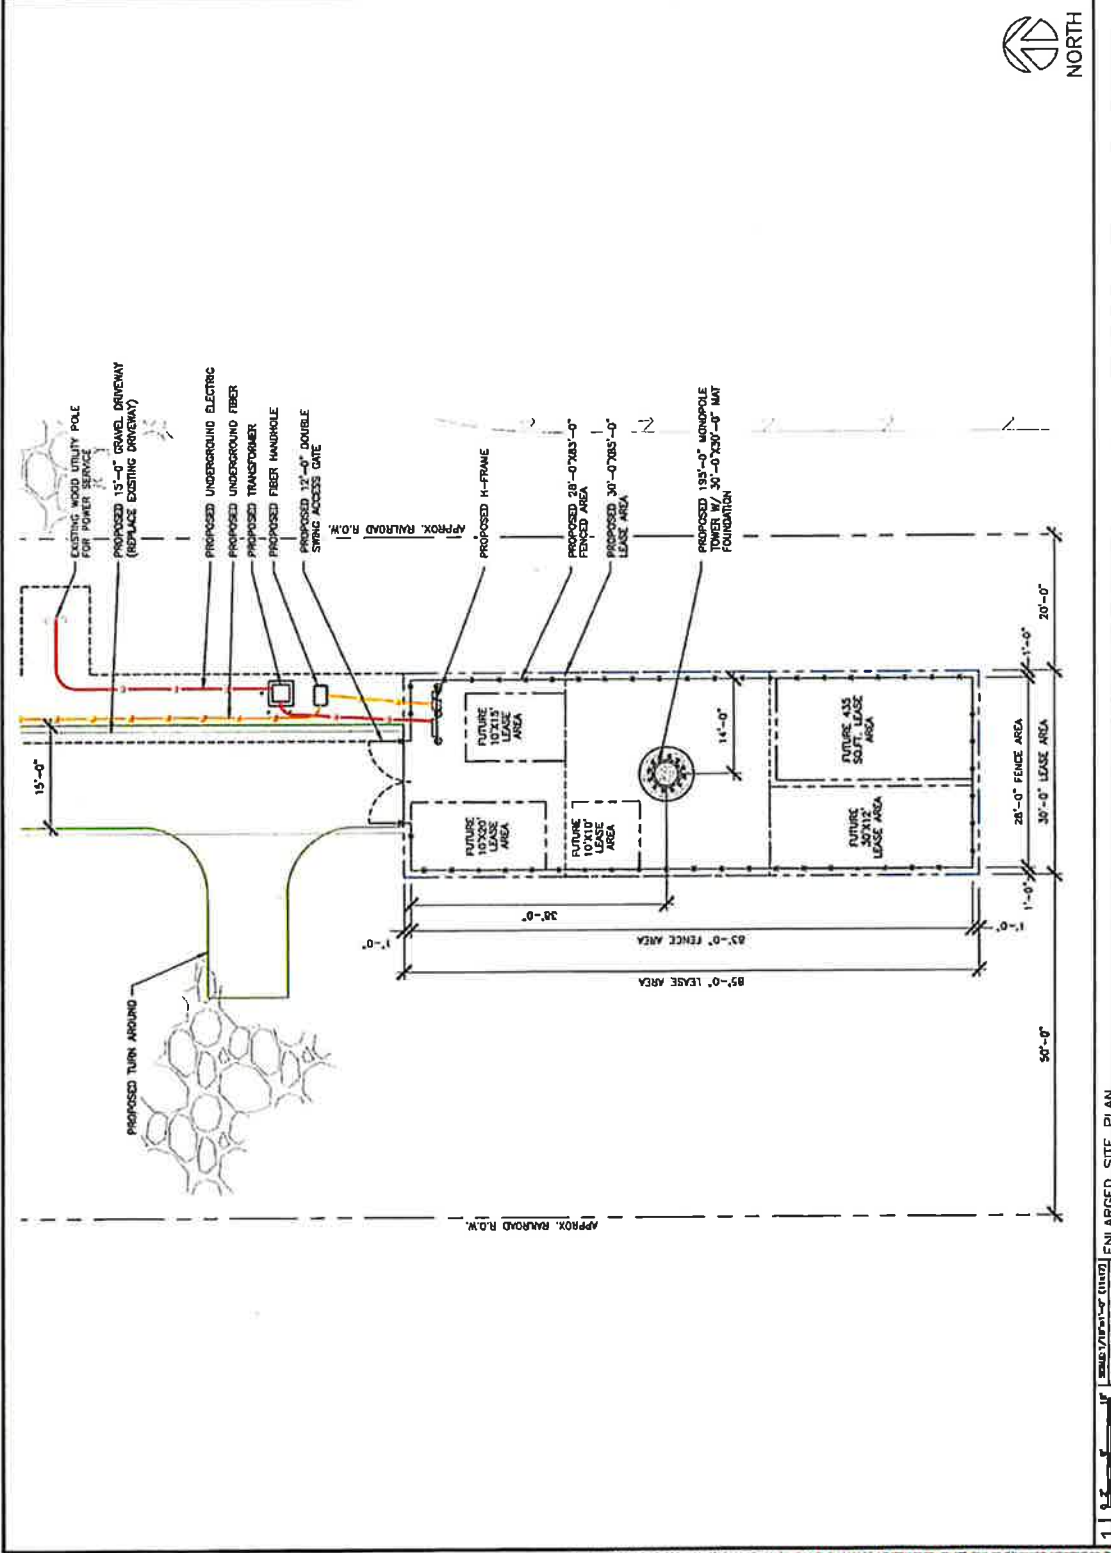 NORTH
EXISTING WOOD UTILITY POLE
FOR POWER SERVICE
PROPOSED 15'-0" GRAVEL DRIVEWAY
(REPLACE EXISTING DRIVEWAY)
PROPOSED UNDERGROUND ELECTRIC
PROPOSED UNDERGROUND FIBER
PROPOSED TRANSFORMER
PROPOSED FIBER HANDHOLE
PROPOSED 12'-0" DOUBLE
SWING ACCESS GATE
APPROX. RAILROAD R.O.W.
PROPOSED H-FRAME
PROPOSED 28'-0"X83'-0"
FENCED AREA
PROPOSED 30'-0"X85'-0"
LEASE AREA
PROPOSED 195'-0" MONOPOLE
TOWER W/ 30'-0"X30'-0" MAT
FOUNDATION
15'-0"
FUTURE
10'X15'
LEASE
AREA
FUTURE
10'X20'
LEASE
AREA
FUTURE
10'X10'
LEASE
AREA
14'-0"
FUTURE 435
SQ.FT. LEASE
AREA
FUTURE
30'X12'
LEASE AREA
20'-0"
1'-0"
28'-0" FENCE AREA
30'-0" LEASE AREA
1'-0"
38'-0"
1'-0"
83'-0" FENCE AREA
1'-0"
85'-0" LEASE AREA
50'-0"
PROPOSED TURN AROUND
APPROX. RAILROAD R.O.W.
ENLARGED SITE PLAN
1